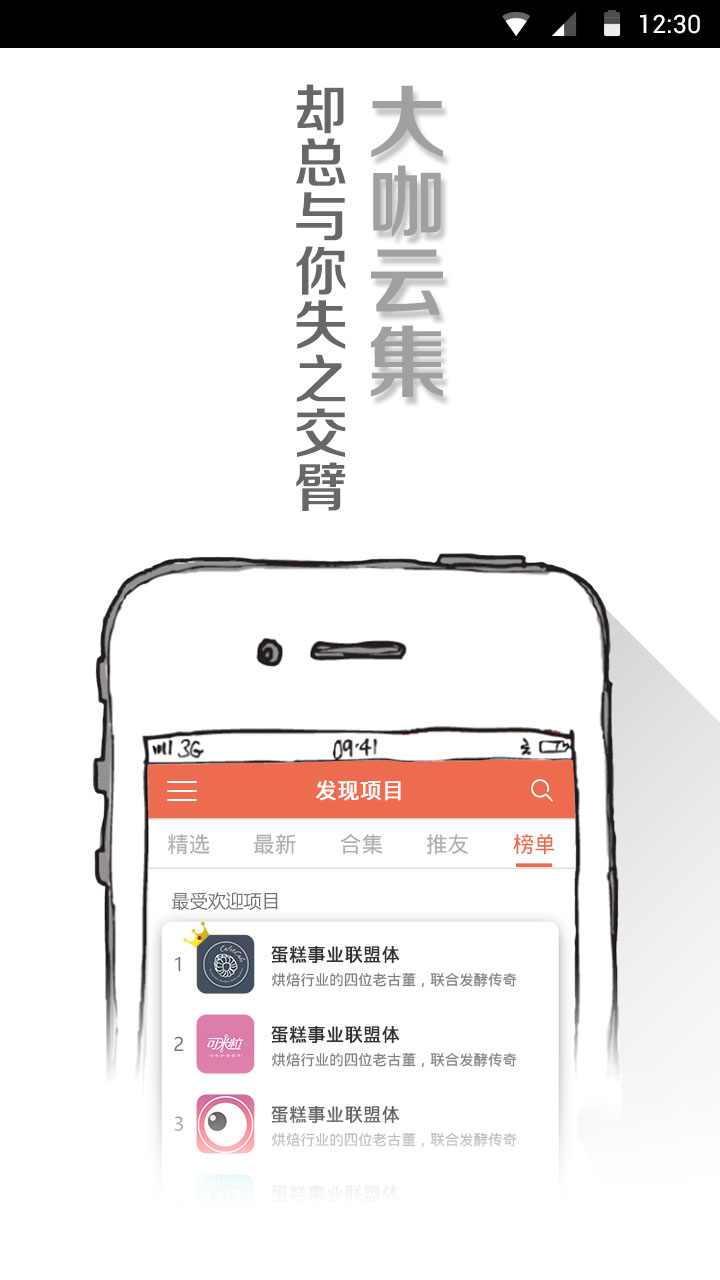 12:30
大咖云集
却总与你失之交臂
3G
09:41
发现项目
精选 最新 合集 推友 榜单
最受欢迎项目
1
蛋糕事业联盟体
烘焙行业的四位老古董，联合发酵传奇
2
可米粒
蛋糕事业联盟体
烘焙行业的四位老古董，联合发酵传奇
3
蛋糕事业联盟体
烘焙行业的四位老古董，联合发酵传奇
蛋糕事业联盟体